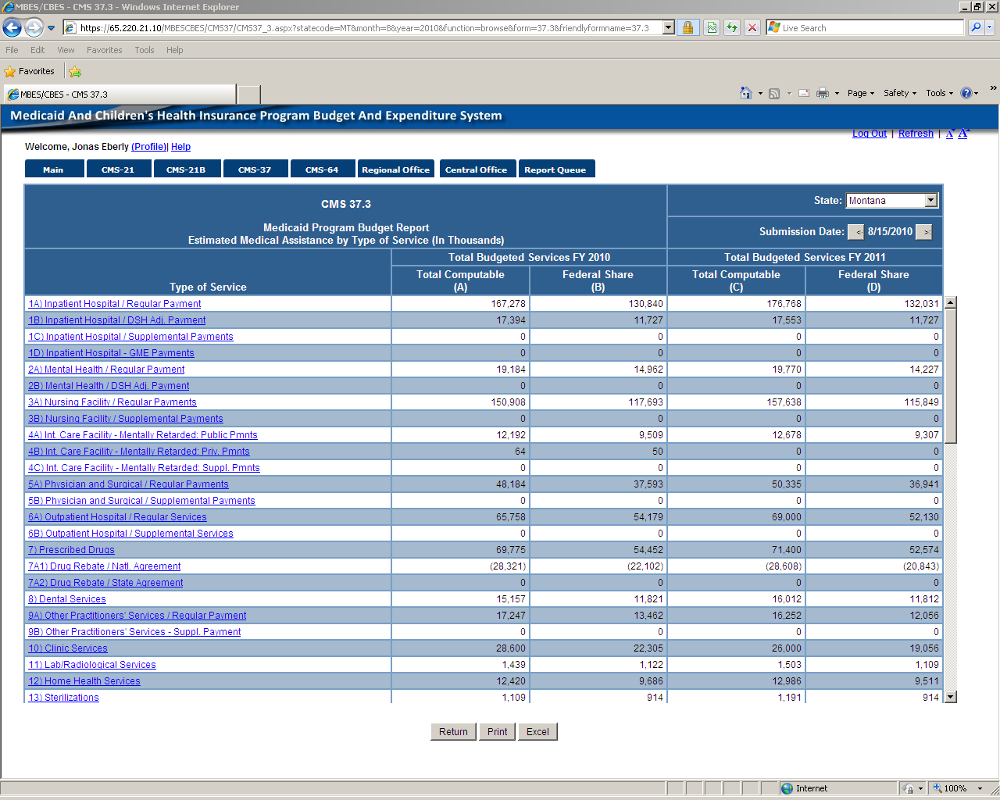 MBES/CBES - CMS 37.3 - Windows Internet Explorer
https://65.220.21.10/MBESCBES/CMS37/CMS37_3.aspx?statecode=MT&month=8&year=2010&function=browse&form=37.3&friendlyformname=37.3
Live Search
File Edit View Favorites Tools Help
Favorites
MBES/CBES - CMS 37.3
Page Safety Tools
Medicaid And Children's Health Insurance Program Budget And Expenditure System
Log Out | Refresh | A A
Welcome, Jonas Eberly (Profile)| Help
Main CMS-21 CMS-21B CMS-37 CMS-64 Regional Office Central Office Report Queue
CMS 37.3
Medicaid Program Budget Report
Estimated Medical Assistance by Type of Service (In Thousands)
State: Montana
Submission Date: < 8/15/2010 >
Total Budgeted Services FY 2010 Total Budgeted Services FY 2011
Type of Service Total Computable (A) Federal Share (B) Total Computable (C) Federal Share (D)
1A) Inpatient Hospital / Regular Payment 167,278 130,840 176,768 132,031
1B) Inpatient Hospital / DSH Adj. Payment 17,394 11,727 17,553 11,727
1C) Inpatient Hospital / Supplemental Payments 0 0 0 0
1D) Inpatient Hospital - GME Payments 0 0 0 0
2A) Mental Health / Regular Payment 19,184 14,962 19,770 14,227
2B) Mental Health / DSH Adj. Payment 0 0 0 0
3A) Nursing Facility / Regular Payments 150,908 117,693 157,638 115,849
3B) Nursing Facility / Supplemental Payments 0 0 0 0
4A) Int. Care Facility - Mentally Retarded: Public Pmnts 12,192 9,509 12,678 9,307
4B) Int. Care Facility - Mentally Retarded: Priv. Pmnts 64 50 0 0
4C) Int. Care Facility - Mentally Retarded: Suppl. Pmnts 0 0 0 0
5A) Physician and Surgical / Regular Payments 48,184 37,593 50,335 36,941
5B) Physician and Surgical / Supplemental Payments 0 0 0 0
6A) Outpatient Hospital / Regular Services 65,758 54,179 69,000 52,130
6B) Outpatient Hospital / Supplemental Services 0 0 0 0
7) Prescribed Drugs 69,775 54,452 71,400 52,574
7A1) Drug Rebate / Natl. Agreement (28,321) (22,102) (28,608) (20,843)
7A2) Drug Rebate / State Agreement 0 0 0 0
8) Dental Services 15,157 11,821 16,012 11,812
9A) Other Practitioners' Services / Regular Payment 17,247 13,462 16,252 12,056
9B) Other Practitioners' Services - Suppl. Payment 0 0 0 0
10) Clinic Services 28,600 22,305 26,000 19,056
11) Lab/Radiological Services 1,439 1,122 1,503 1,109
12) Home Health Services 12,420 9,686 12,986 9,511
13) Sterilizations 1,109 914 1,191 914
Return Print Excel
Internet 100%